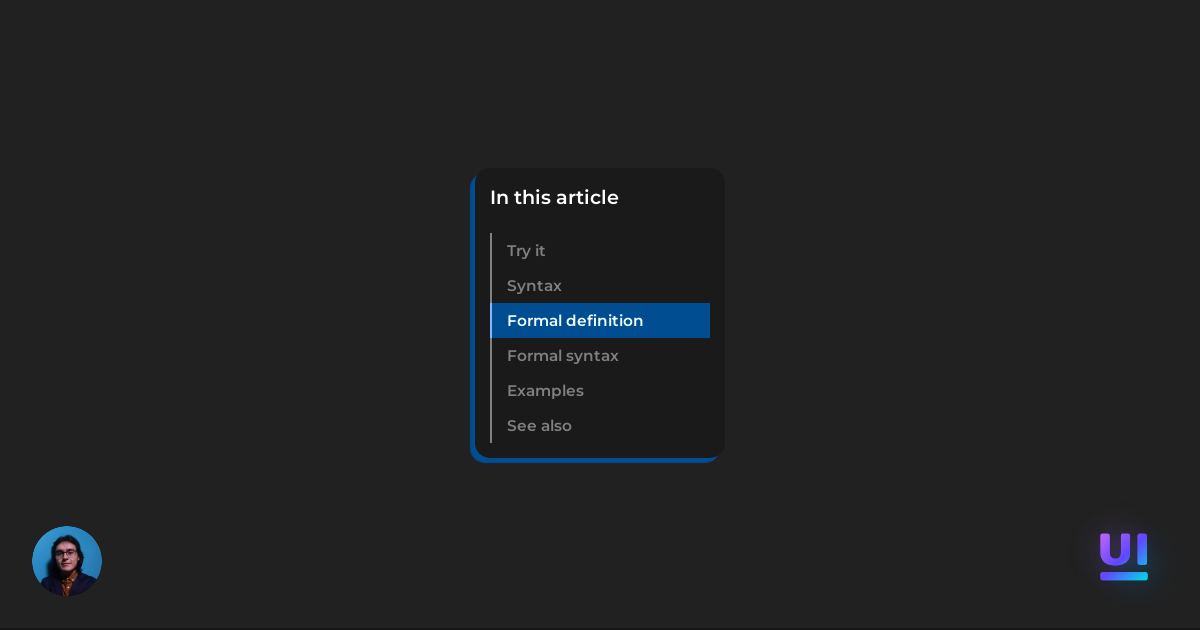 In this article
Try it
Syntax
Formal definition
Formal syntax
Examples
See also
UI